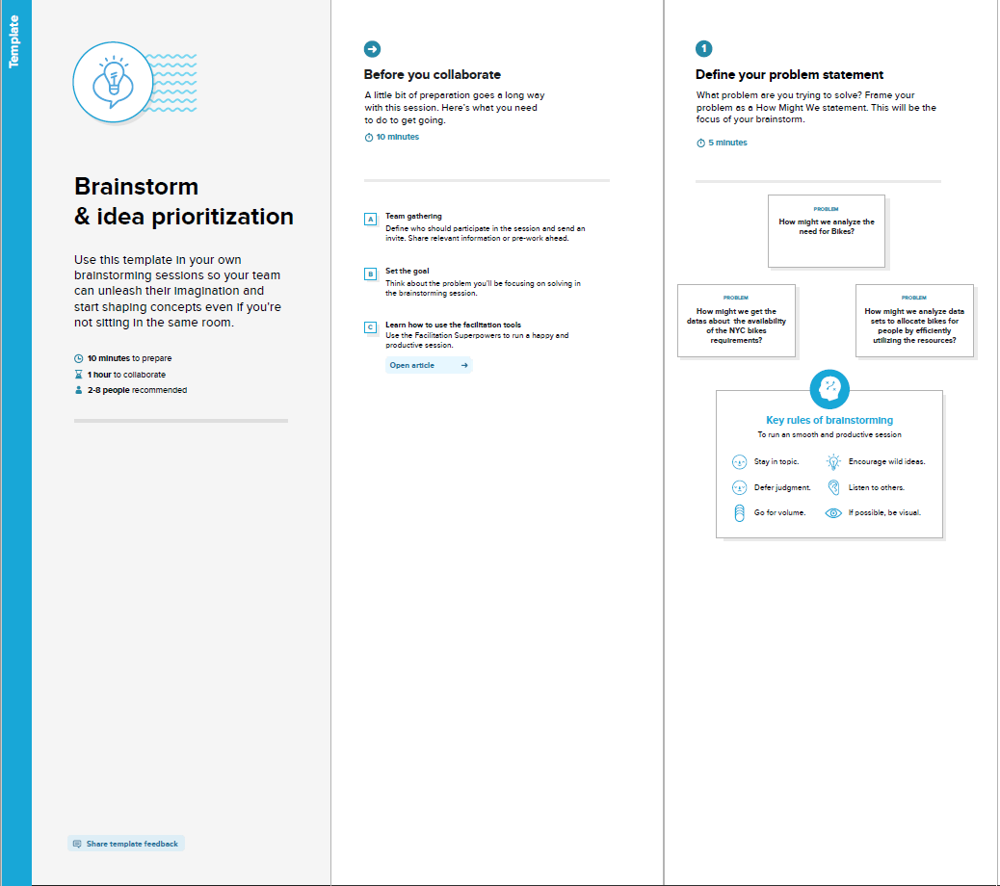 Template
Brainstorm
& idea prioritization
Use this template in your own
brainstorming sessions so your team
can unleash their imagination and
start shaping concepts even if you're
not sitting in the same room.
10 minutes to prepare
1 hour to collaborate
2-8 people recommended
Share template feedback
Before you collaborate
A little bit of preparation goes a long way
with this session. Here's what you need
to do to get going.
10 minutes
A
Team gathering
Define who should participate in the session and send an
invite. Share relevant information or pre-work ahead.
B
Set the goal
Think about the problem you'll be focusing on solving in
the brainstorming session.
C
Learn how to use the facilitation tools
Use the Facilitation Superpowers to run a happy and
productive session.
Open article
1
Define your problem statement
What problem are you trying to solve? Frame your
problem as a How Might We statement. This will be the
focus of your brainstorm.
5 minutes
PROBLEM
How might we analyze the
need for Bikes?
PROBLEM
How might we get the
datas about the availability
of the NYC bikes
requirements?
PROBLEM
How might we analyze data
sets to allocate bikes for
people by efficiently
utilizing the resources?
Key rules of brainstorming
To run an smooth and productive session
Stay in topic.
Encourage wild ideas.
Defer judgment.
Listen to others.
Go for volume.
If possible, be visual.